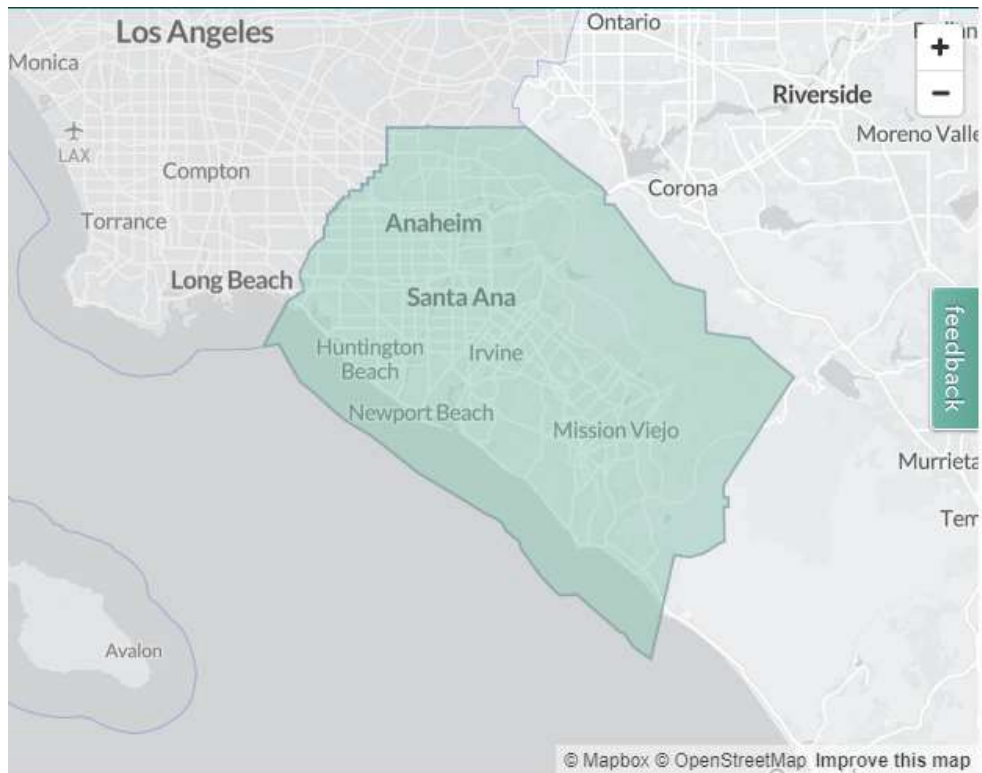 Los Angeles
Ontario
Monica
+
−
Riverside
LAX
Moreno Valle
Compton
Corona
Torrance
Anaheim
Long Beach
Santa Ana
feedback
Huntington
Beach
Irvine
Newport Beach
Mission Viejo
Murrieta
Tem
Avalon
© Mapbox © OpenStreetMap Improve this map